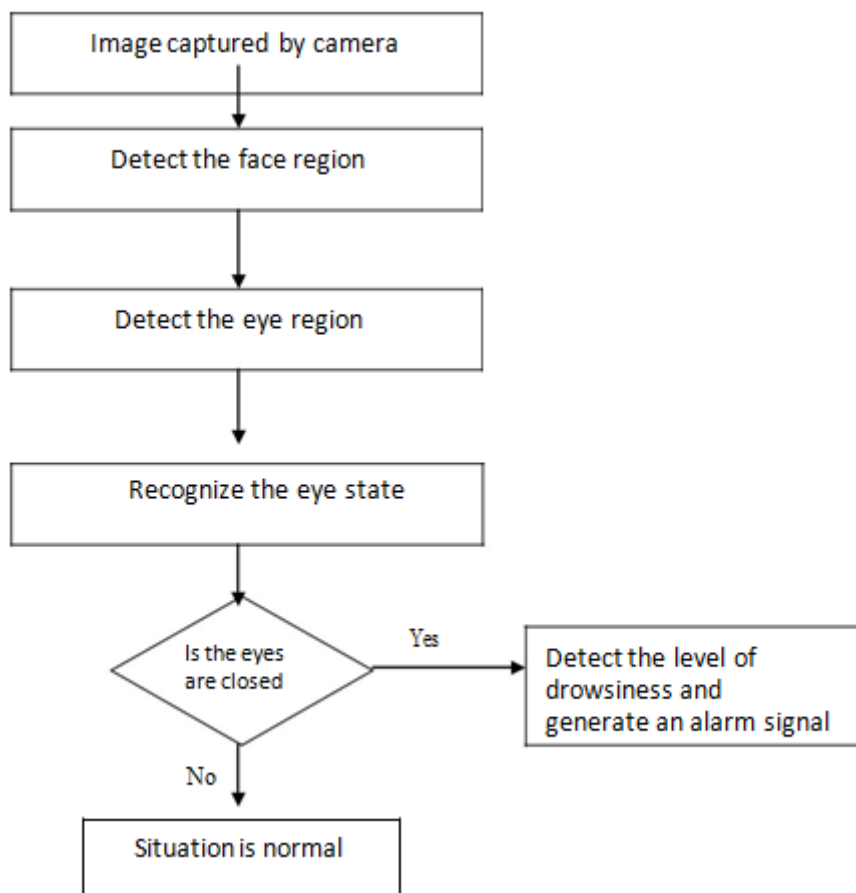 Image captured by camera
Detect the face region
Detect the eye region
Recognize the eye state
Is the eyes
are closed
Yes
Detect the level of
drowsiness and
generate an alarm signal
No
Situation is normal